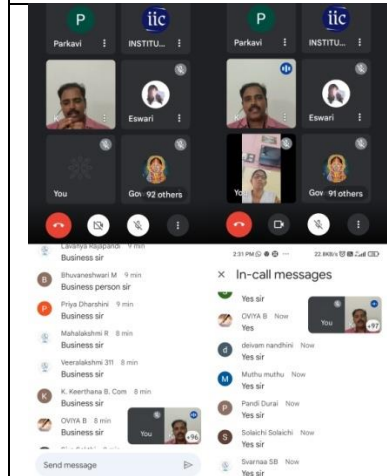 P
iic
Parkavi
INSTITU...
Eswari
You
Gov 92 others
P
iic
Parkavi
INSTITU...
Eswari
You
Gov 91 others
Lavanya Rajapandi 9 min
Business sir
B
Bhuvaneshwari M 9 min
Business person sir
P
Priya Dharshini 9 min
Business sir
Mahalakshmi R 8 min
Business sir
Veeralakshmi 311 8 min
Business sir
K
K. Keerthana B. Com 8 min
Business sir
O
OVIYA B 8 min
Business sir
You
+96
Send message
2:31 PM
22.8KB/s
In-call messages
Yes sir
O
OVIYA B Now
Yes
You
+97
d
deivam nandhini Now
Yes sir
M
Muthu muthu Now
Yes sir
P
Pandi Durai Now
Yes sir
S
Solaichi Solaichi Now
Yes sir
Svarnaa SB Now
Yes sir